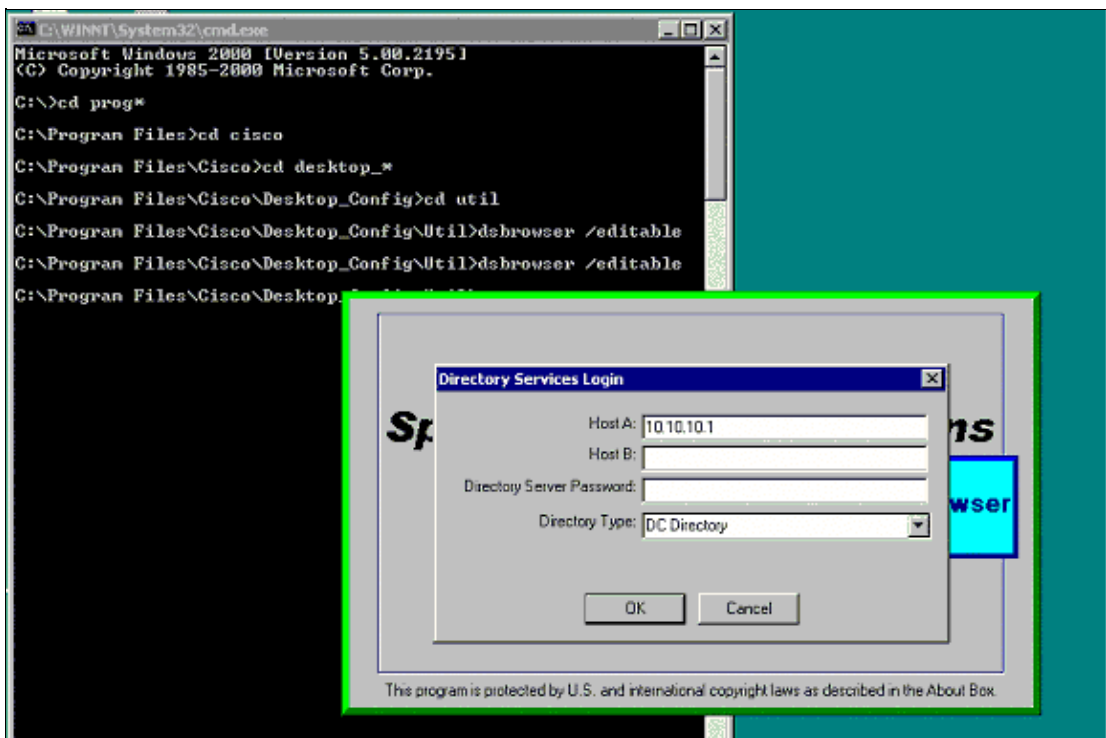 C:\WINNT\System32\cmd.exe
Microsoft Windows 2000 [Version 5.00.2195]
(C) Copyright 1985-2000 Microsoft Corp.
C:\>cd prog*
C:\Program Files>cd cisco
C:\Program Files\Cisco>cd desktop_*
C:\Program Files\Cisco\Desktop_Config>cd util
C:\Program Files\Cisco\Desktop_Config\Util>dsbrowser /editable
C:\Program Files\Cisco\Desktop_Config\Util>dsbrowser /editable
C:\Program Files\Cisco\Desktop_
Directory Services Login
Host A: 10.10.10.1
Host B:
Directory Server Password:
Directory Type: DC Directory
OK Cancel
This program is protected by U.S. and international copyright laws as described in the About Box.